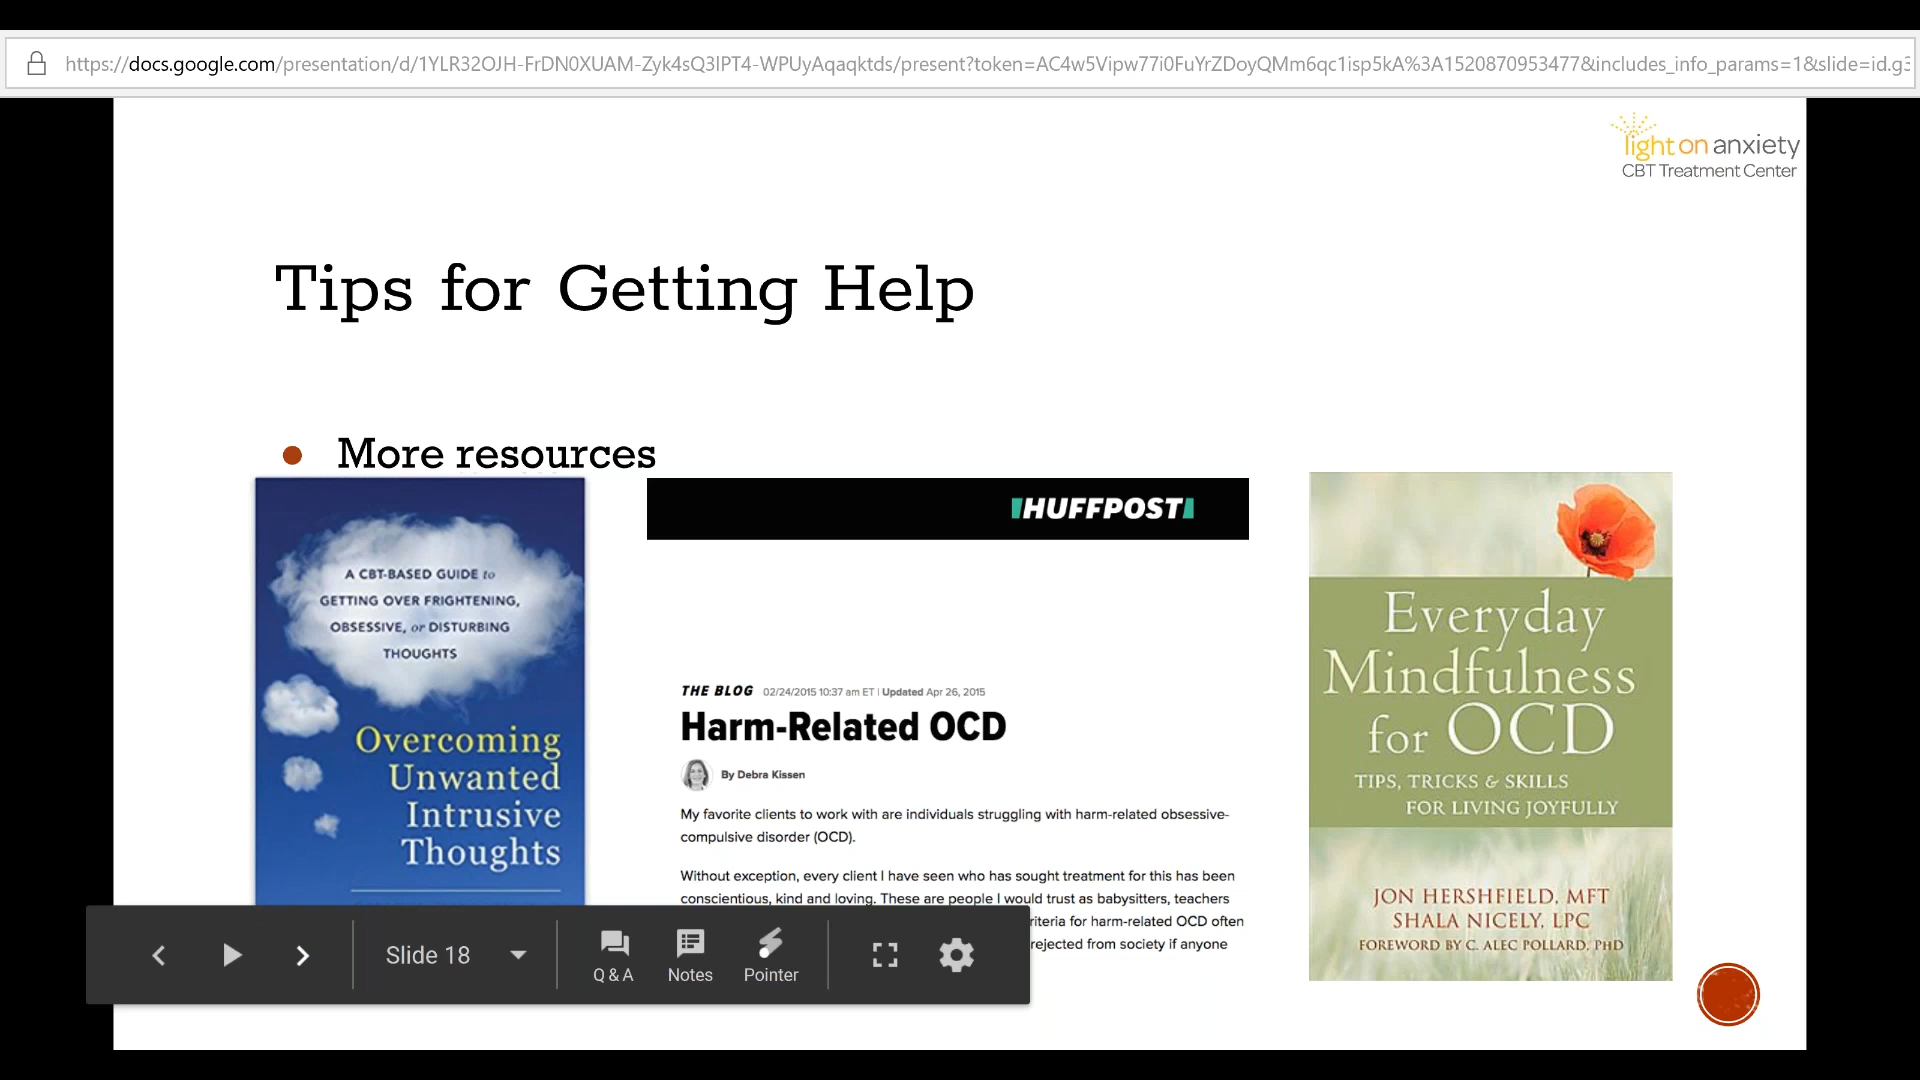 https://docs.google.com/presentation/d/1YLR32OJH-FrDN0XUAM-Zyk4sQ3IPT4-WPUyAqaqktds/present?token=AC4w5Vipw77i0FuYrZDoyQMm6qc1isp5kA%3A1520870953477&includes_info_params=1&slide=id.g3
light on anxiety
CBT Treatment Center
Tips for Getting Help
More resources
A CBT-BASED GUIDE to
GETTING OVER FRIGHTENING,
OBSESSIVE, or DISTURBING
THOUGHTS
Overcoming
Unwanted
Intrusive
Thoughts
HUFFPOST
THE BLOG 02/24/2015 10:37 am ET | Updated Apr 26, 2015
Harm-Related OCD
By Debra Kissen
My favorite clients to work with are individuals struggling with harm-related obsessive-
compulsive disorder (OCD).
Without exception, every client I have seen who has sought treatment for this has been
conscientious, kind and loving. These are people I would trust as babysitters, teachers
riteria for harm-related OCD often
rejected from society if anyone
Everyday
Mindfulness
for OCD
TIPS, TRICKS & SKILLS
FOR LIVING JOYFULLY
JON HERSHFIELD, MFT
SHALA NICELY, LPC
FOREWORD BY C. ALEC POLLARD, PHD
Slide 18
Q & A
Notes
Pointer